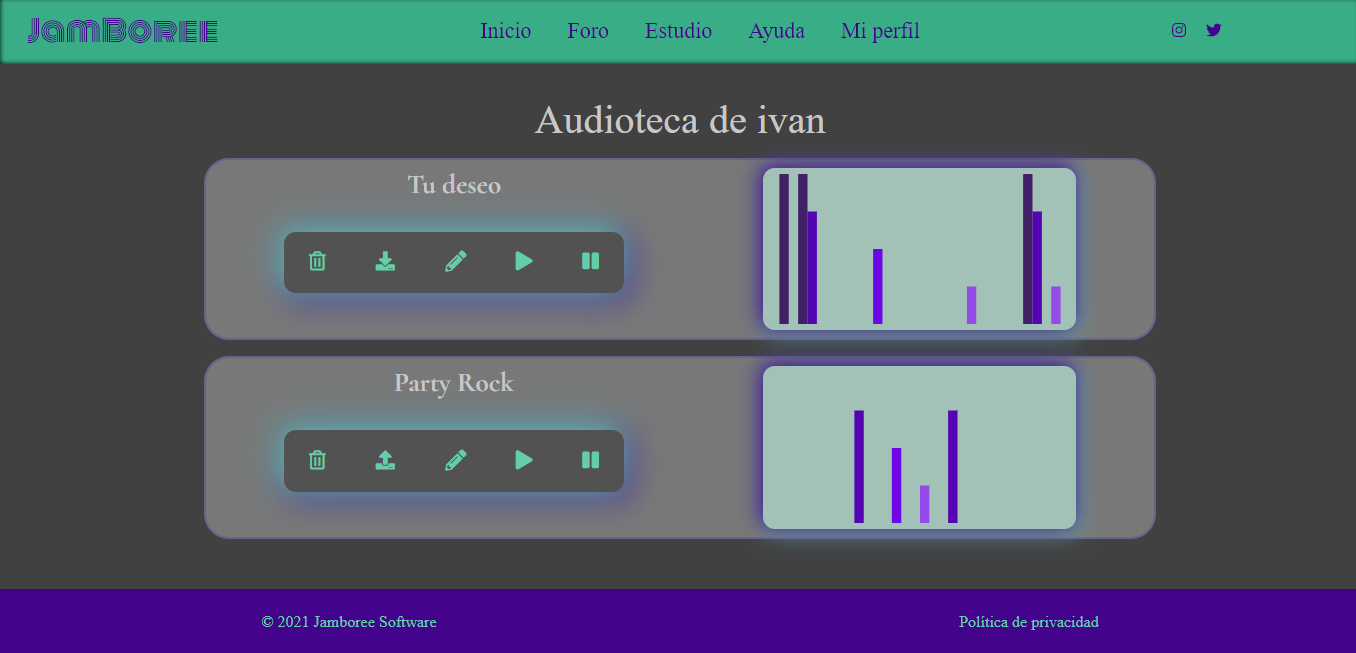 JamBoree
Inicio Foro Estudio Ayuda Mi perfil
Audioteca de ivan
Tu deseo
Party Rock
© 2021 Jamboree Software
Política de privacidad